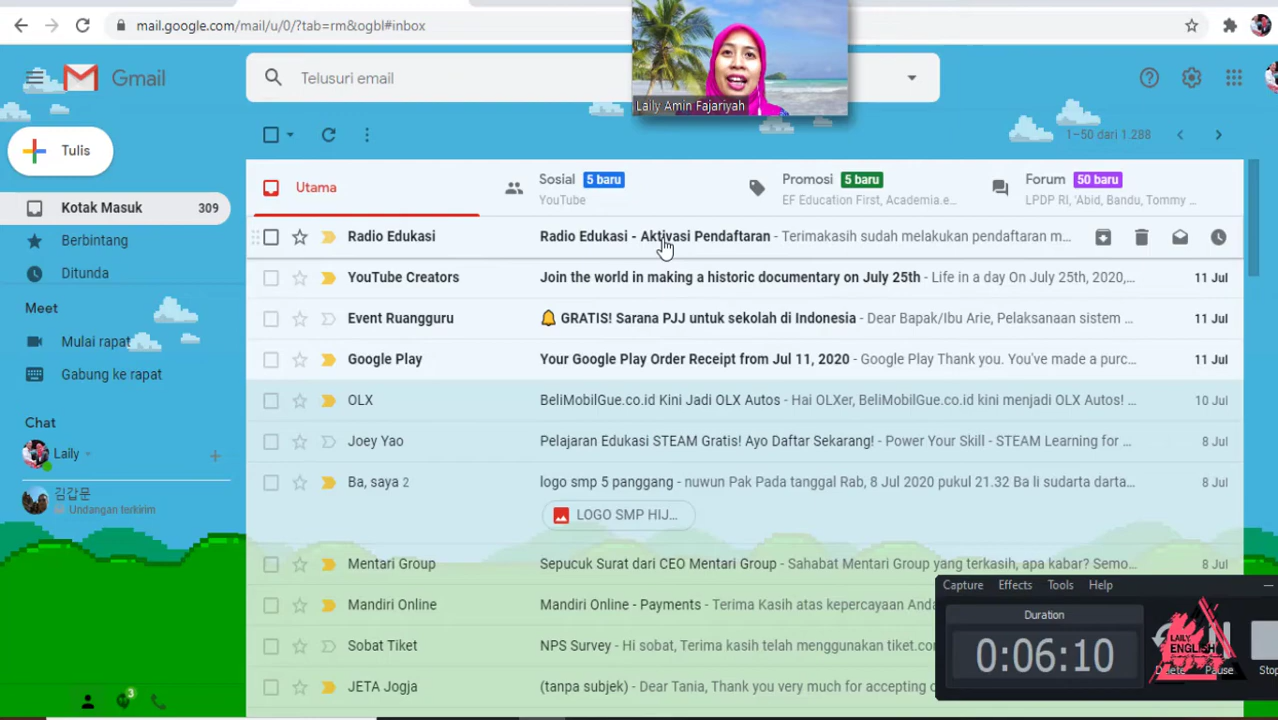 mail.google.com/mail/u/0/?tab=rm&ogbl#inbox
Gmail
Telusuri email
Laily Amin Fajariyah
Tulis
1–50 dari 1.288
Kotak Masuk 309
Berbintang
Ditunda
Meet
Mulai rapat
Gabung ke rapat
Chat
Laily
김갑문
Undangan terkirim
3
Utama
Sosial 5 baru
YouTube
Promosi 5 baru
EF Education First, Academia.e...
Forum 50 baru
LPDP RI, 'Abid, Bandu, Tommy ...
Radio Edukasi Radio Edukasi - Aktivasi Pendaftaran - Terimakasih sudah melakukan pendaftaran m...
YouTube Creators Join the world in making a historic documentary on July 25th - Life in a day On July 25th, 2020,... 11 Jul
Event Ruangguru 🔔 GRATIS! Sarana PJJ untuk sekolah di Indonesia - Dear Bapak/Ibu Arie, Pelaksanaan sistem ... 11 Jul
Google Play Your Google Play Order Receipt from Jul 11, 2020 - Google Play Thank you. You've made a purc... 11 Jul
OLX BeliMobilGue.co.id Kini Jadi OLX Autos - Hai OLXer, BeliMobilGue.co.id kini menjadi OLX Autos! ... 10 Jul
Joey Yao Pelajaran Edukasi STEAM Gratis! Ayo Daftar Sekarang! - Power Your Skill - STEAM Learning for ... 8 Jul
Ba, saya 2 logo smp 5 panggang - nuwun Pak Pada tanggal Rab, 8 Jul 2020 pukul 21.32 Ba li sudarta darta... 8 Jul
LOGO SMP HIJ...
Mentari Group Sepucuk Surat dari CEO Mentari Group - Sahabat Mentari Group yang terkasih, apa kabar? Semo... 8 Jul
Mandiri Online Mandiri Online - Payments - Terima Kasih atas kepercayaan Anda
Sobat Tiket NPS Survey - Hi sobat, Terima kasih telah menggunakan tiket.co
JETA Jogja (tanpa subjek) - Dear Tania, Thank you very much for accepting
Capture Effects Tools Help
Duration
0:06:10
LAILY
ENGLISH
Delete Pause Stop